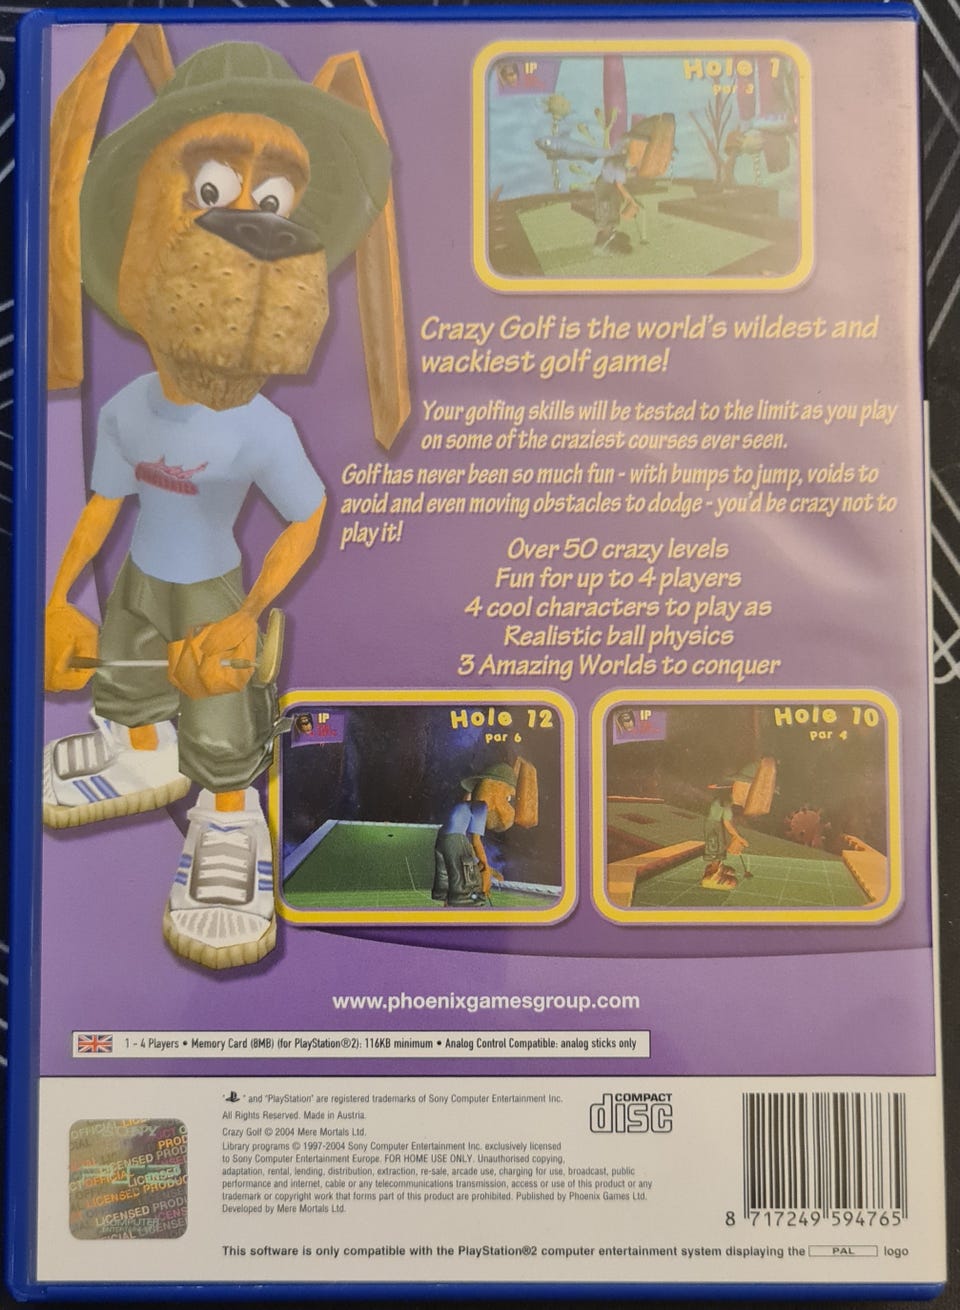 1P
Hole 1
par 3
Crazy Golf is the world's wildest and
wackiest golf game!
Your golfing skills will be tested to the limit as you play
on some of the craziest courses ever seen.
Golf has never been so much fun - with bumps to jump, voids to
avoid and even moving obstacles to dodge - you'd be crazy not to
play it!
Over 50 crazy levels
Fun for up to 4 players
4 cool characters to play as
Realistic ball physics
3 Amazing Worlds to conquer
1P
Hole 12
par 6
1P
Hole 10
par 4
www.phoenixgamesgroup.com
1 - 4 Players • Memory Card (8MB) (for PlayStation®2): 116KB minimum • Analog Control Compatible: analog sticks only
" " and "PlayStation" are registered trademarks of Sony Computer Entertainment Inc.
All Rights Reserved. Made in Austria.
Crazy Golf © 2004 Mere Mortals Ltd.
Library programs © 1997-2004 Sony Computer Entertainment Inc. exclusively licensed
to Sony Computer Entertainment Europe. FOR HOME USE ONLY. Unauthorised copying,
adaptation, rental, lending, distribution, extraction, re-sale, arcade use, charging for use, broadcast, public
performance and internet, cable or any telecommunications transmission, access or use of this product or any
trademark or copyright work that forms part of this product are prohibited. Published by Phoenix Games Ltd.
Developed by Mere Mortals Ltd.
COMPACT
disc
OFFICIAL
LICENSED PRODUCT
LICENSED PROD
COMPUTER
8 717249 594765
This software is only compatible with the PlayStation®2 computer entertainment system displaying the PAL logo